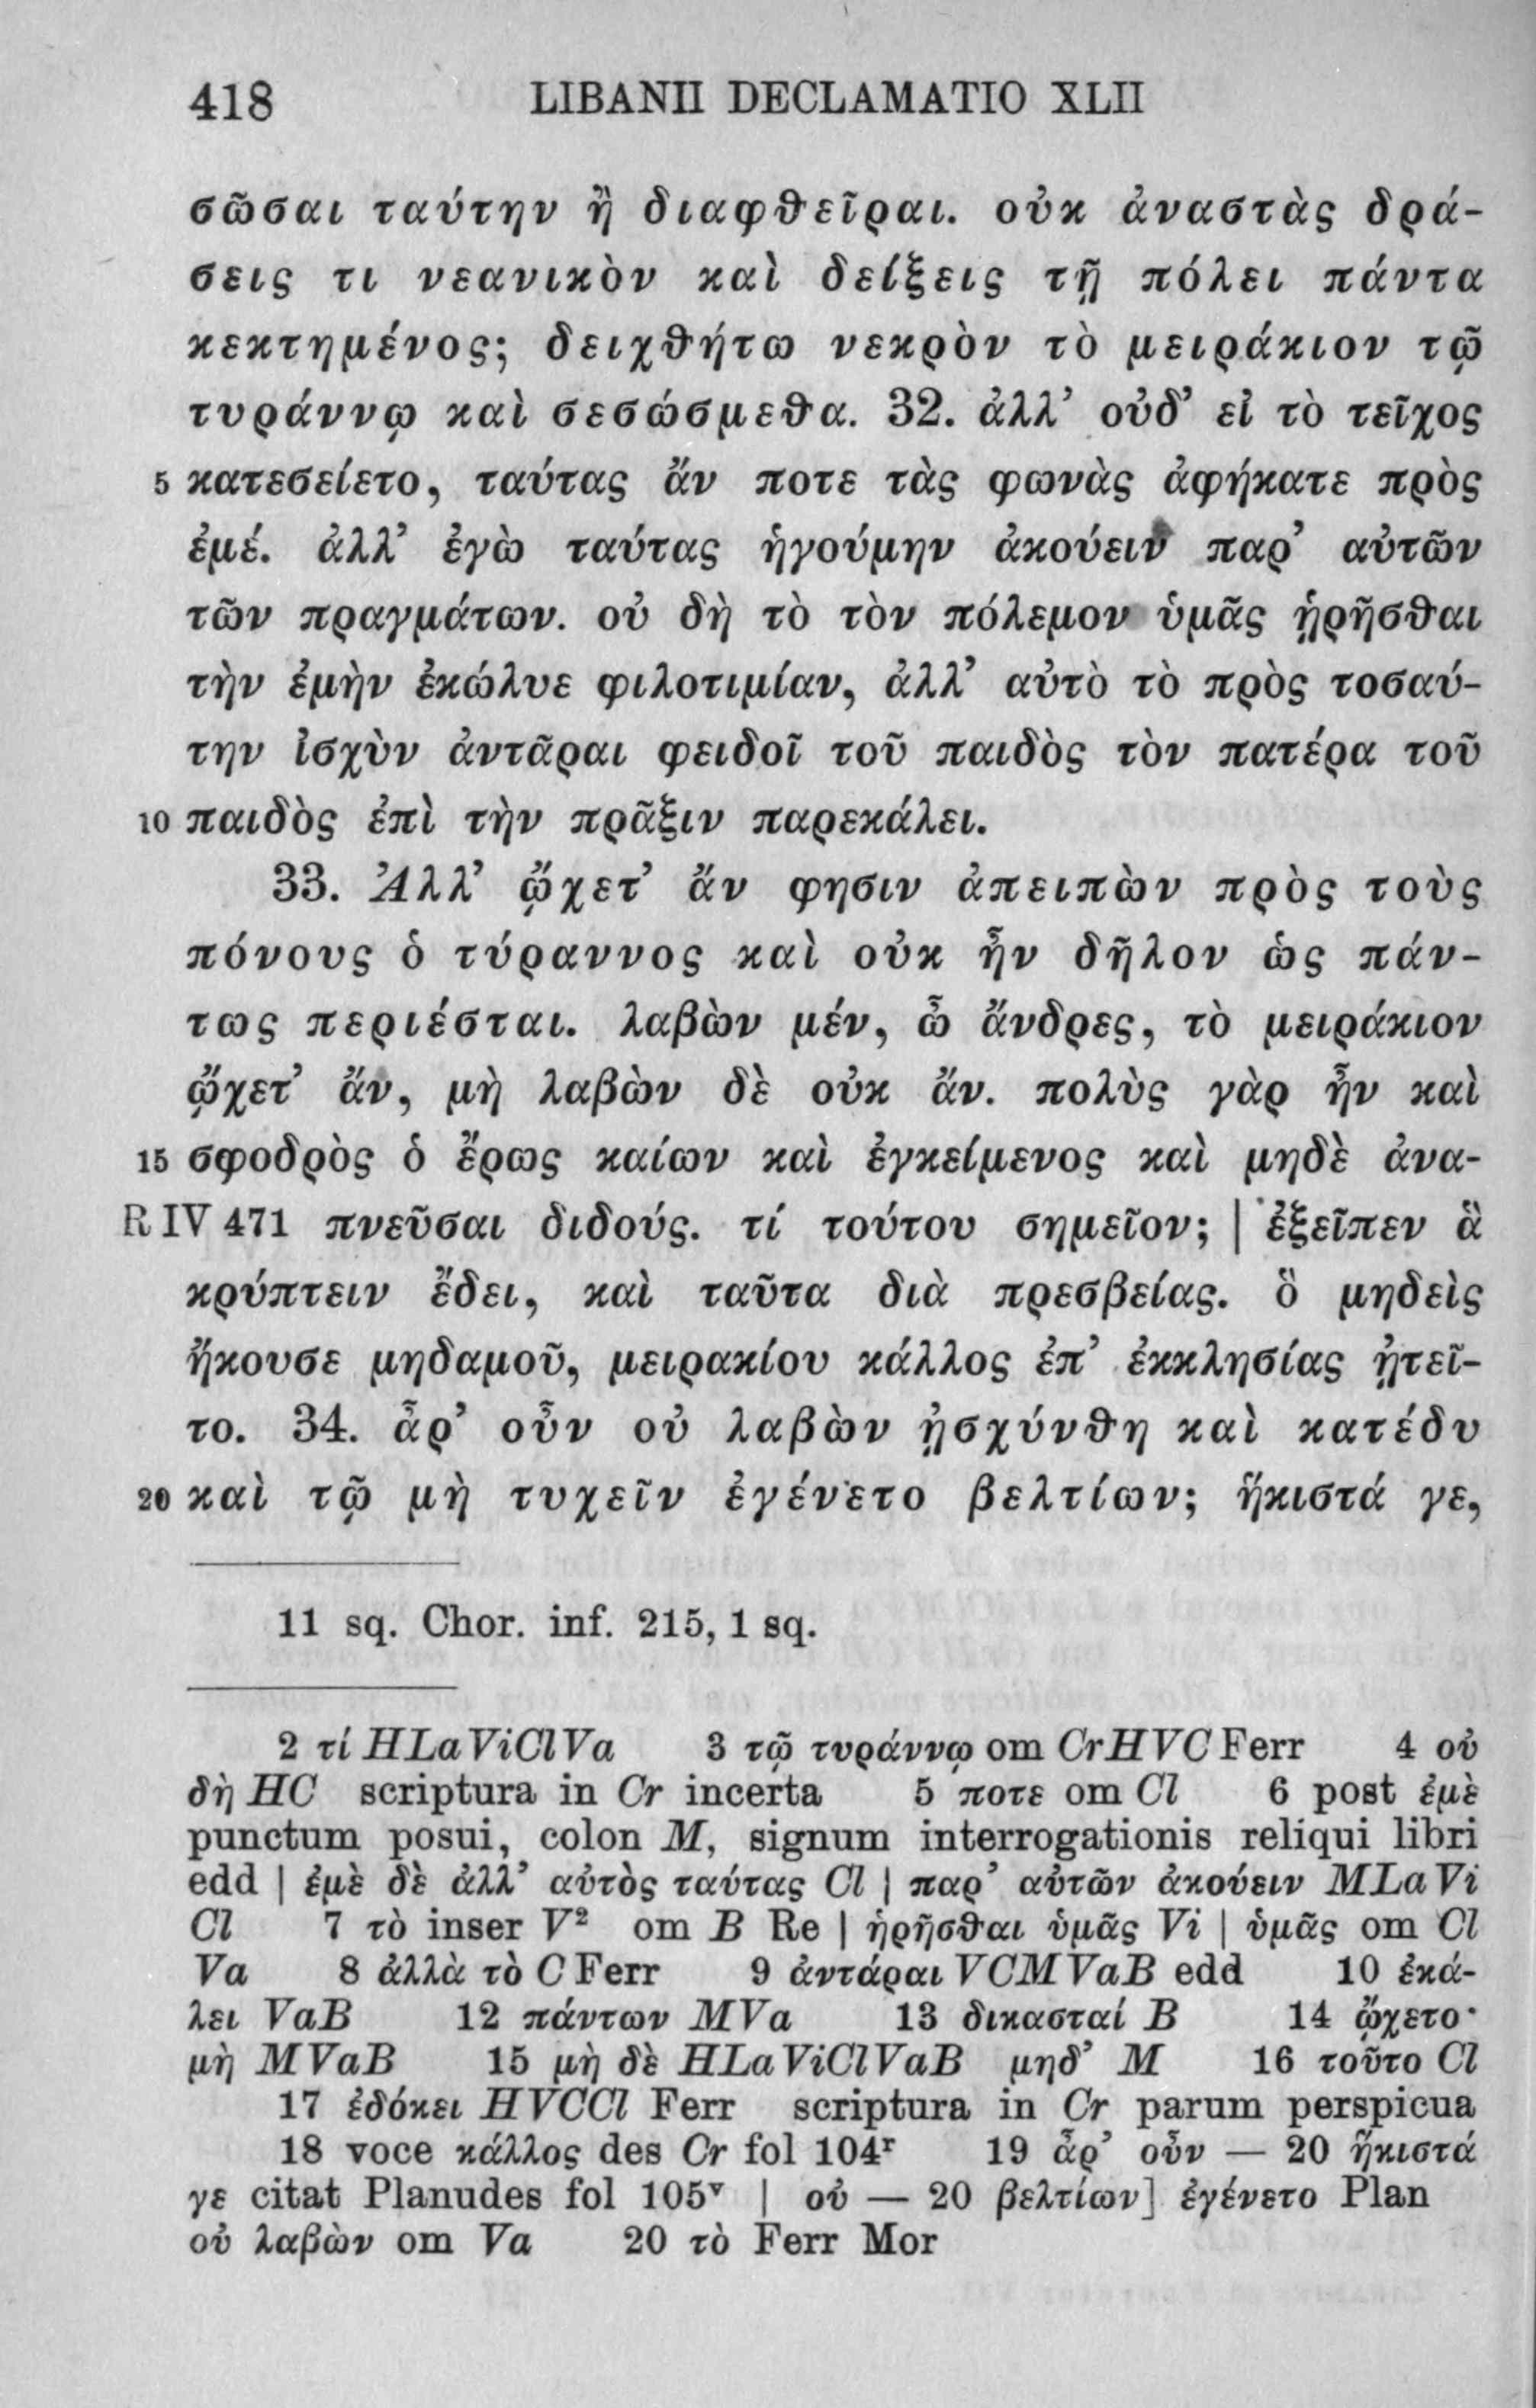 418 LIBANII DECLAMATIO XLII
σῶσαι ταύτην ἢ διαφθεῖραι. οὐκ ἀναστὰς δρά-
σεις τι νεανικὸν καὶ δείξεις τῇ πόλει πάντα
κεκτημένος; δειχθήτω νεκρὸν τὸ μειράκιον τῷ
τυράννῳ καὶ σεσώσμεθα. 32. ἀλλ’ οὐδ’ εἰ τὸ τεῖχος
5 κατεσείετο, ταύτας ἄν ποτε τὰς φωνὰς ἀφήκατε πρὸς
ἐμέ. ἀλλ’ ἐγὼ ταύτας ἡγούμην ἀκούειν παρ’ αὐτῶν
τῶν πραγμάτων. οὐ δὴ τὸ τὸν πόλεμον ὑμᾶς ᾑρῆσθαι
τὴν ἐμὴν ἐκώλυε φιλοτιμίαν, ἀλλ’ αὐτὸ τὸ πρὸς τοσαύ-
την ἰσχὺν ἀντᾶραι φειδοῖ τοῦ παιδὸς τὸν πατέρα τοῦ
10 παιδὸς ἐπὶ τὴν πρᾶξιν παρεκάλει.
33. Ἀλλ’ ᾤχετ’ ἄν φησιν ἀπειπὼν πρὸς τοὺς
πόνους ὁ τύραννος καὶ οὐκ ἦν δῆλον ὡς πάν-
τως περιέσται. λαβὼν μέν, ὦ ἄνδρες, τὸ μειράκιον
ᾤχετ’ ἄν, μὴ λαβὼν δὲ οὐκ ἄν. πολὺς γὰρ ἦν καὶ
15 σφοδρὸς ὁ ἔρως καίων καὶ ἐγκείμενος καὶ μηδὲ ἀνα-
R IV 471 πνεῦσαι διδούς. τί τούτου σημεῖον; | ἐξεῖπεν ἃ
κρύπτειν ἔδει, καὶ ταῦτα διὰ πρεσβείας. ὃ μηδεὶς
ἤκουσε μηδαμοῦ, μειρακίου κάλλος ἐπ’ ἐκκλησίας ᾐτεῖ-
το. 34. ἆρ’ οὖν οὐ λαβὼν ᾐσχύνθη καὶ κατέδυ
20 καὶ τῷ μὴ τυχεῖν ἐγένετο βελτίων; ἥκιστά γε,
11 sq. Chor. inf. 215, 1 sq.
2 τί HLaViClVa 3 τῷ τυράννῳ om CrHVC Ferr 4 οὐ
δὴ HC scriptura in Cr incerta 5 ποτε om Cl 6 post ἐμὲ
punctum posui, colon M, signum interrogationis reliqui libri
edd | ἐμὲ δὲ ἀλλ’ αὐτὸς ταύτας Cl | παρ’ αὐτῶν ἀκούειν MLaVi
Cl 7 τὸ inser V² om B Re | ᾑρῆσθαι ὑμᾶς Vi | ὑμᾶς om Cl
Va 8 ἀλλὰ τὸ C Ferr 9 ἀντάραι VCMVaB edd 10 ἐκά-
λει VaB 12 πάντων MVa 13 δικασταί B 14 ᾤχετο·
μὴ MVaB 15 μὴ δὲ HLaViClVaB μηδ’ M 16 τοῦτο Cl
17 ἐδόκει HVCCl Ferr scriptura in Cr parum perspicua
18 voce κάλλος des Cr fol 104ʳ 19 ἆρ’ οὖν — 20 ἥκιστά
γε citat Planudes fol 105ᵛ | οὐ — 20 βελτίων] ἐγένετο Plan
οὐ λαβὼν om Va 20 τὸ Ferr Mor